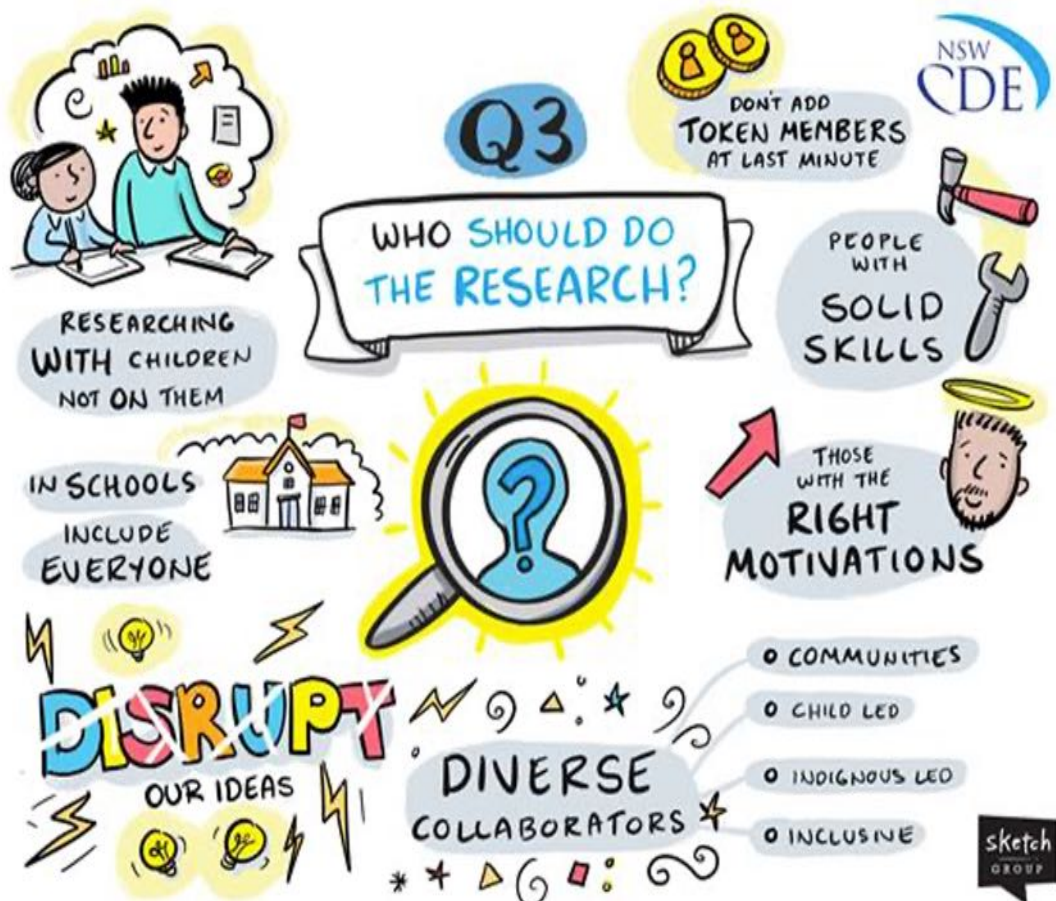 Q3
WHO SHOULD DO
THE RESEARCH?
DON'T ADD
TOKEN MEMBERS
AT LAST MINUTE
NSW
CDE
PEOPLE
WITH
SOLID
SKILLS
THOSE
WITH THE
RIGHT
MOTIVATIONS
RESEARCHING
WITH CHILDREN
NOT ON THEM
IN SCHOOLS
INCLUDE
EVERYONE
?
DISRUPT
OUR IDEAS
DIVERSE
COLLABORATORS
O COMMUNITIES
O CHILD LED
O INDIGNOUS LED
O INCLUSIVE
sketch
GROUP